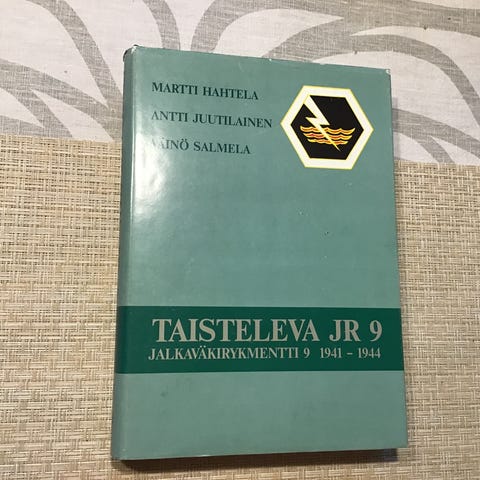 MARTTI HAHTELA
ANTTI JUUTILAINEN
VÄINÖ SALMELA
TAISTELEVA JR 9
JALKAVÄKIRYKMENTTI 9 1941 - 1944